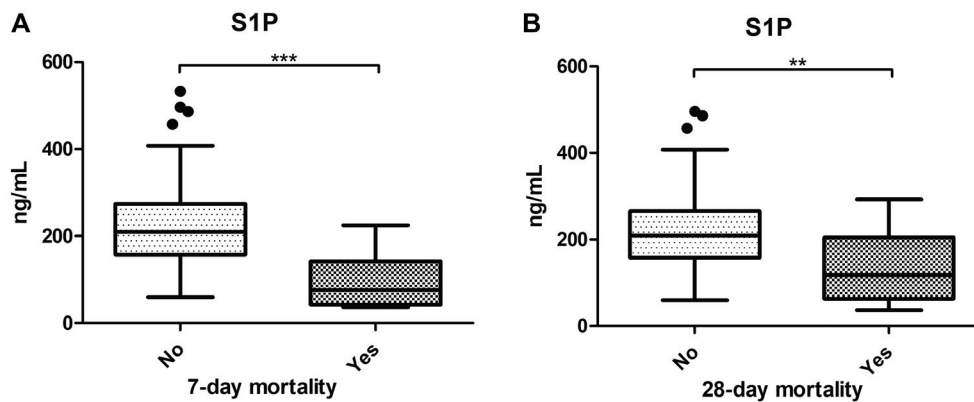 A
S1P
600
***
400
ng/mL
200
0
No
Yes
7-day mortality
B
S1P
600
**
400
ng/mL
200
0
No
Yes
28-day mortality